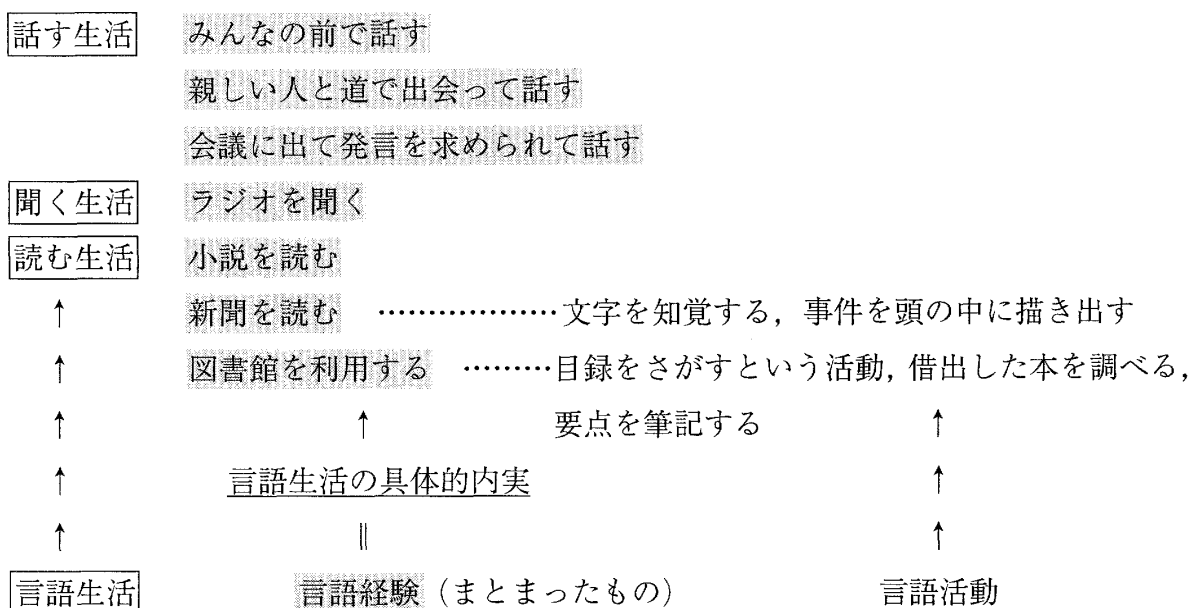 話す生活 みんなの前で話す
親しい人と道で出会って話す
会議に出て発言を求められて話す
聞く生活 ラジオを聞く
読む生活 小説を読む
↑ 新聞を読む ………………文字を知覚する，事件を頭の中に描き出す
↑ 図書館を利用する ………目録をさがすという活動，借出した本を調べる，
↑ ↑ 要点を筆記する ↑
↑ 言語生活の具体的内実 ↑
↑ ‖ ↑
言語生活 言語経験（まとまったもの） 言語活動